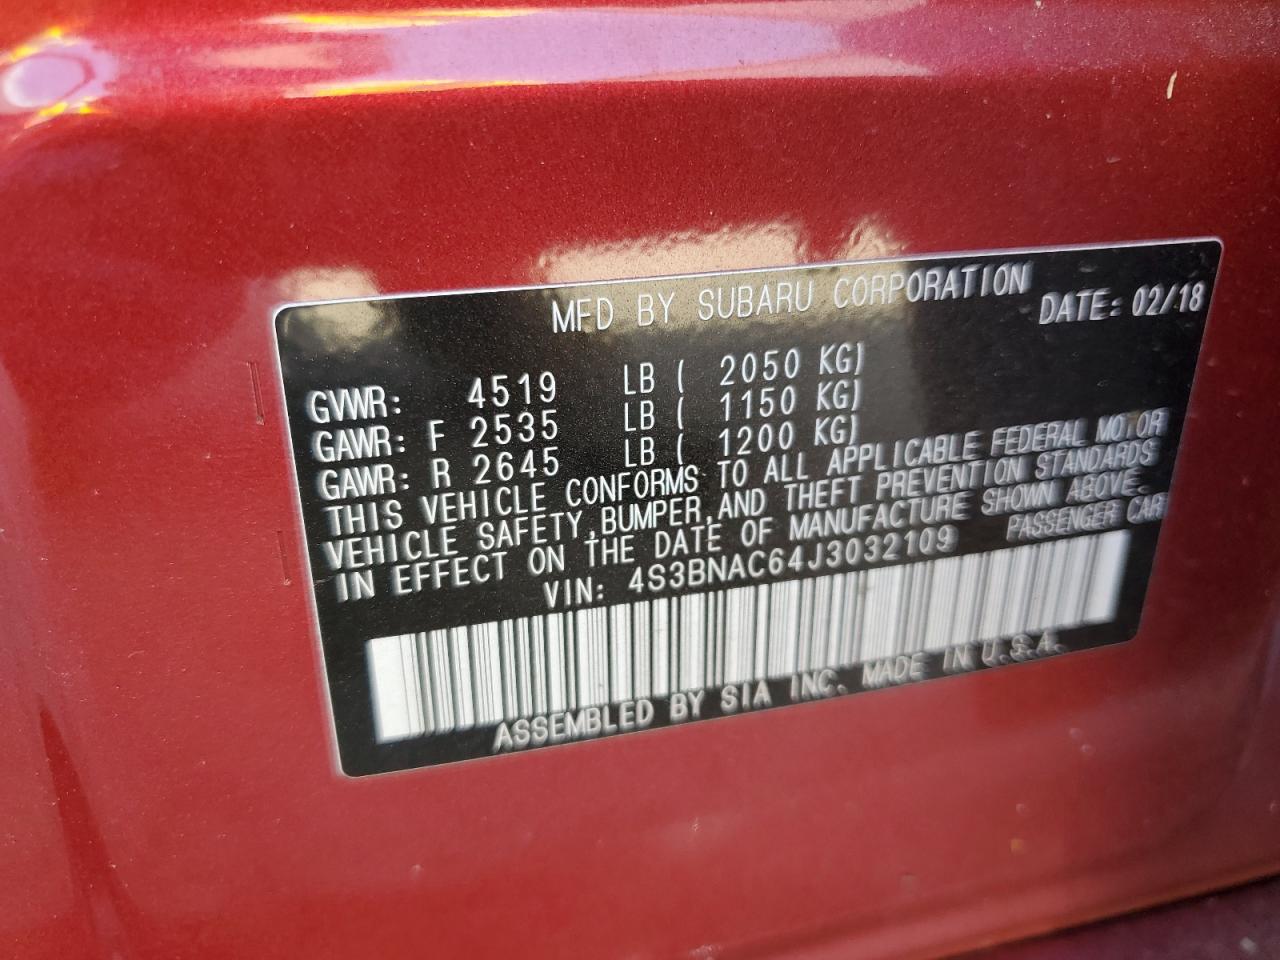 MFD BY SUBARU CORPORATION
DATE: 02/18
GVWR: 4519 LB ( 2050 KG)
GAWR: F 2535 LB ( 1150 KG)
GAWR: R 2645 LB ( 1200 KG)
THIS VEHICLE CONFORMS TO ALL APPLICABLE FEDERAL MOTOR
VEHICLE SAFETY,BUMPER,AND THEFT PREVENTION STANDARDS
IN EFFECT ON THE DATE OF MANUFACTURE SHOWN ABOVE.
VIN: 4S3BNAC64J3032109 PASSENGER CAR
ASSEMBLED BY SIA INC. MADE IN U.S.A.